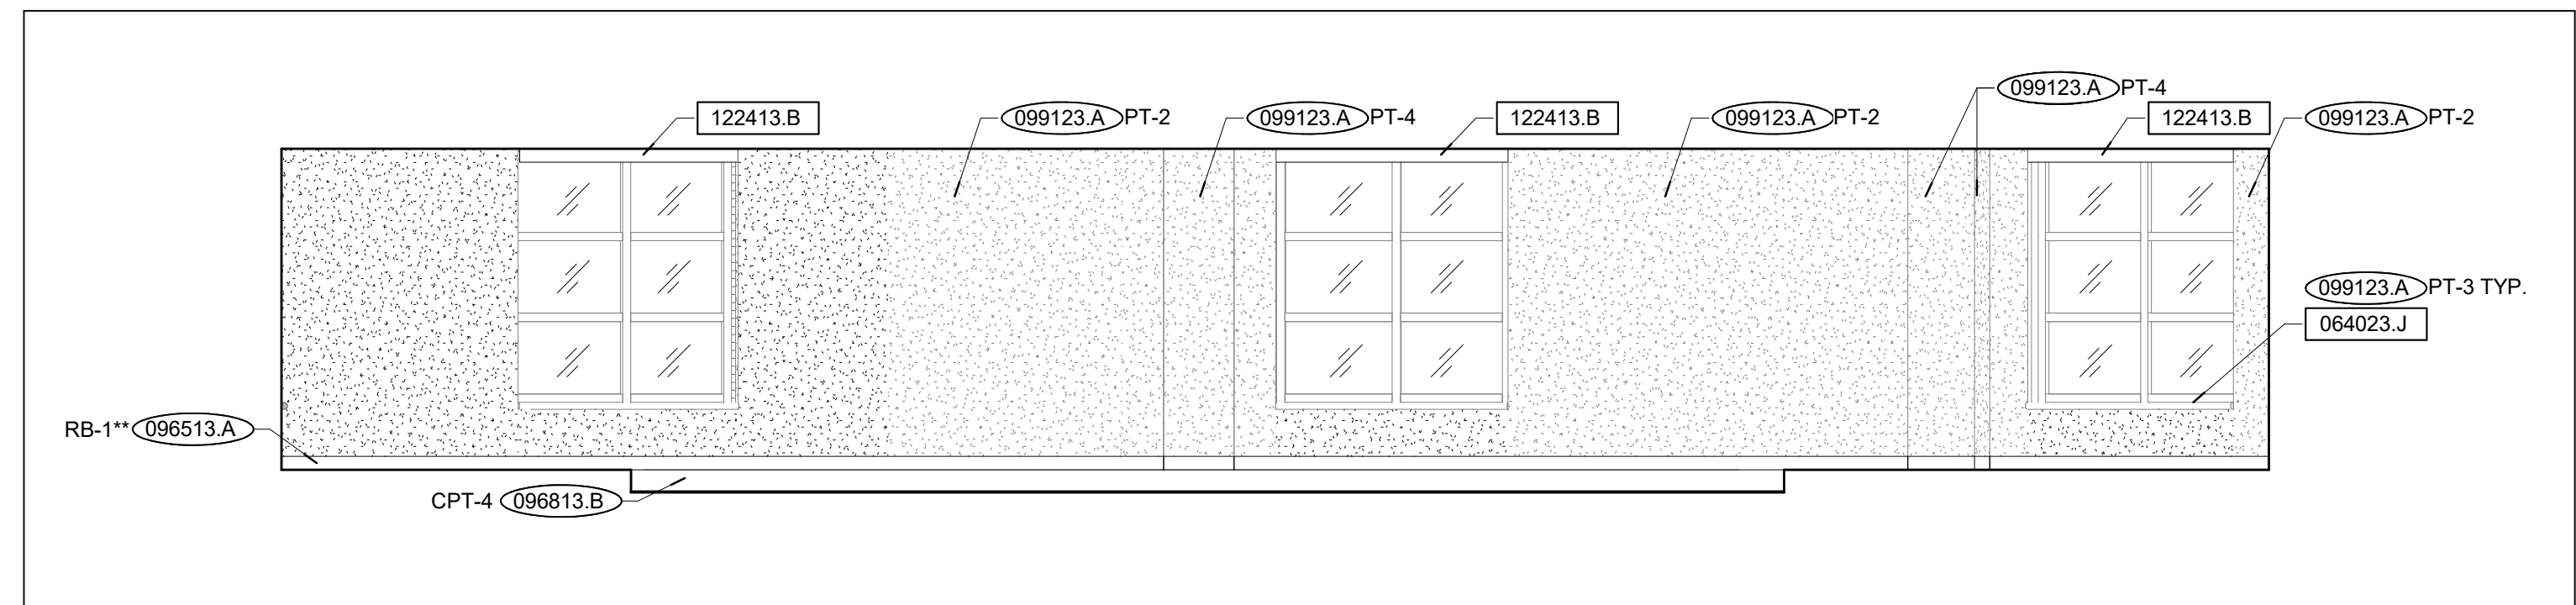 099123.A PT-4
122413.B
099123.A PT-2
099123.A PT-4
122413.B
099123.A PT-2
122413.B
099123.A PT-2
099123.A PT-3 TYP.
064023.J
RB-1** 096513.A
CPT-4 096813.B